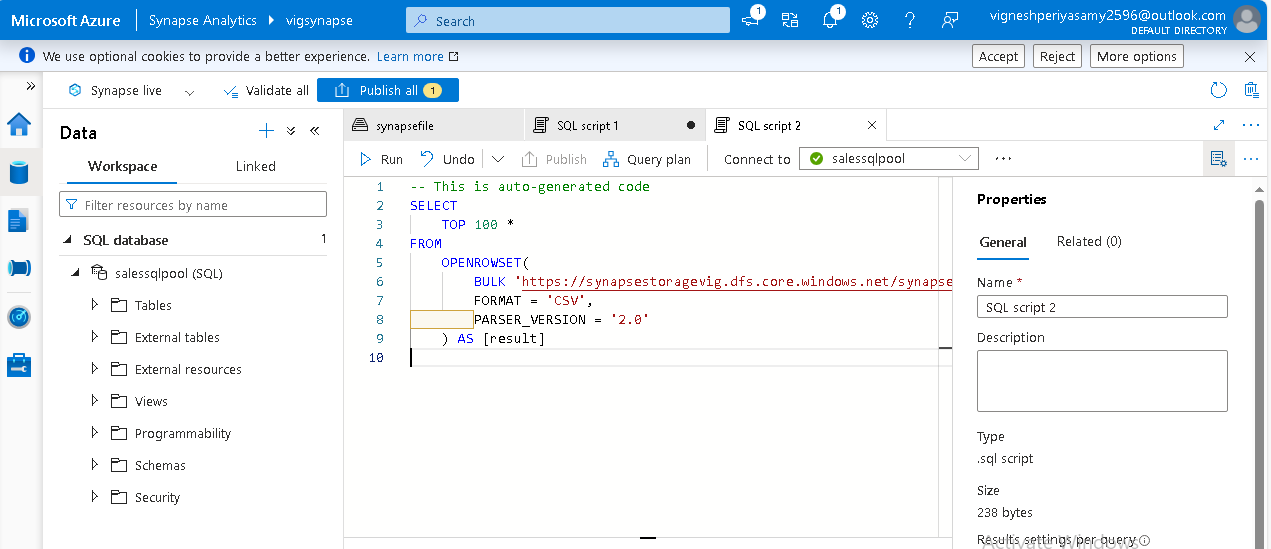 Microsoft Azure
Synapse Analytics
vigsynapse
Search
1
1
vigneshperiyasamy2596@outlook.com
DEFAULT DIRECTORY
We use optional cookies to provide a better experience. Learn more
Accept
Reject
More options
Synapse live
Validate all
Publish all 1
Data
Workspace
Linked
Filter resources by name
SQL database 1
salessqlpool (SQL)
Tables
External tables
External resources
Views
Programmability
Schemas
Security
synapsefile
SQL script 1
SQL script 2
Run
Undo
Publish
Query plan
Connect to
salessqlpool
1 -- This is auto-generated code
2 SELECT
3 TOP 100 *
4 FROM
5 OPENROWSET(
6 BULK 'https://synapsestoragevig.dfs.core.windows.net/synapse
7 FORMAT = 'CSV',
8 PARSER_VERSION = '2.0'
9 ) AS [result]
10
Properties
General
Related (0)
Name *
SQL script 2
Description
Type
.sql script
Size
238 bytes
Results settings per query
Activate Windows